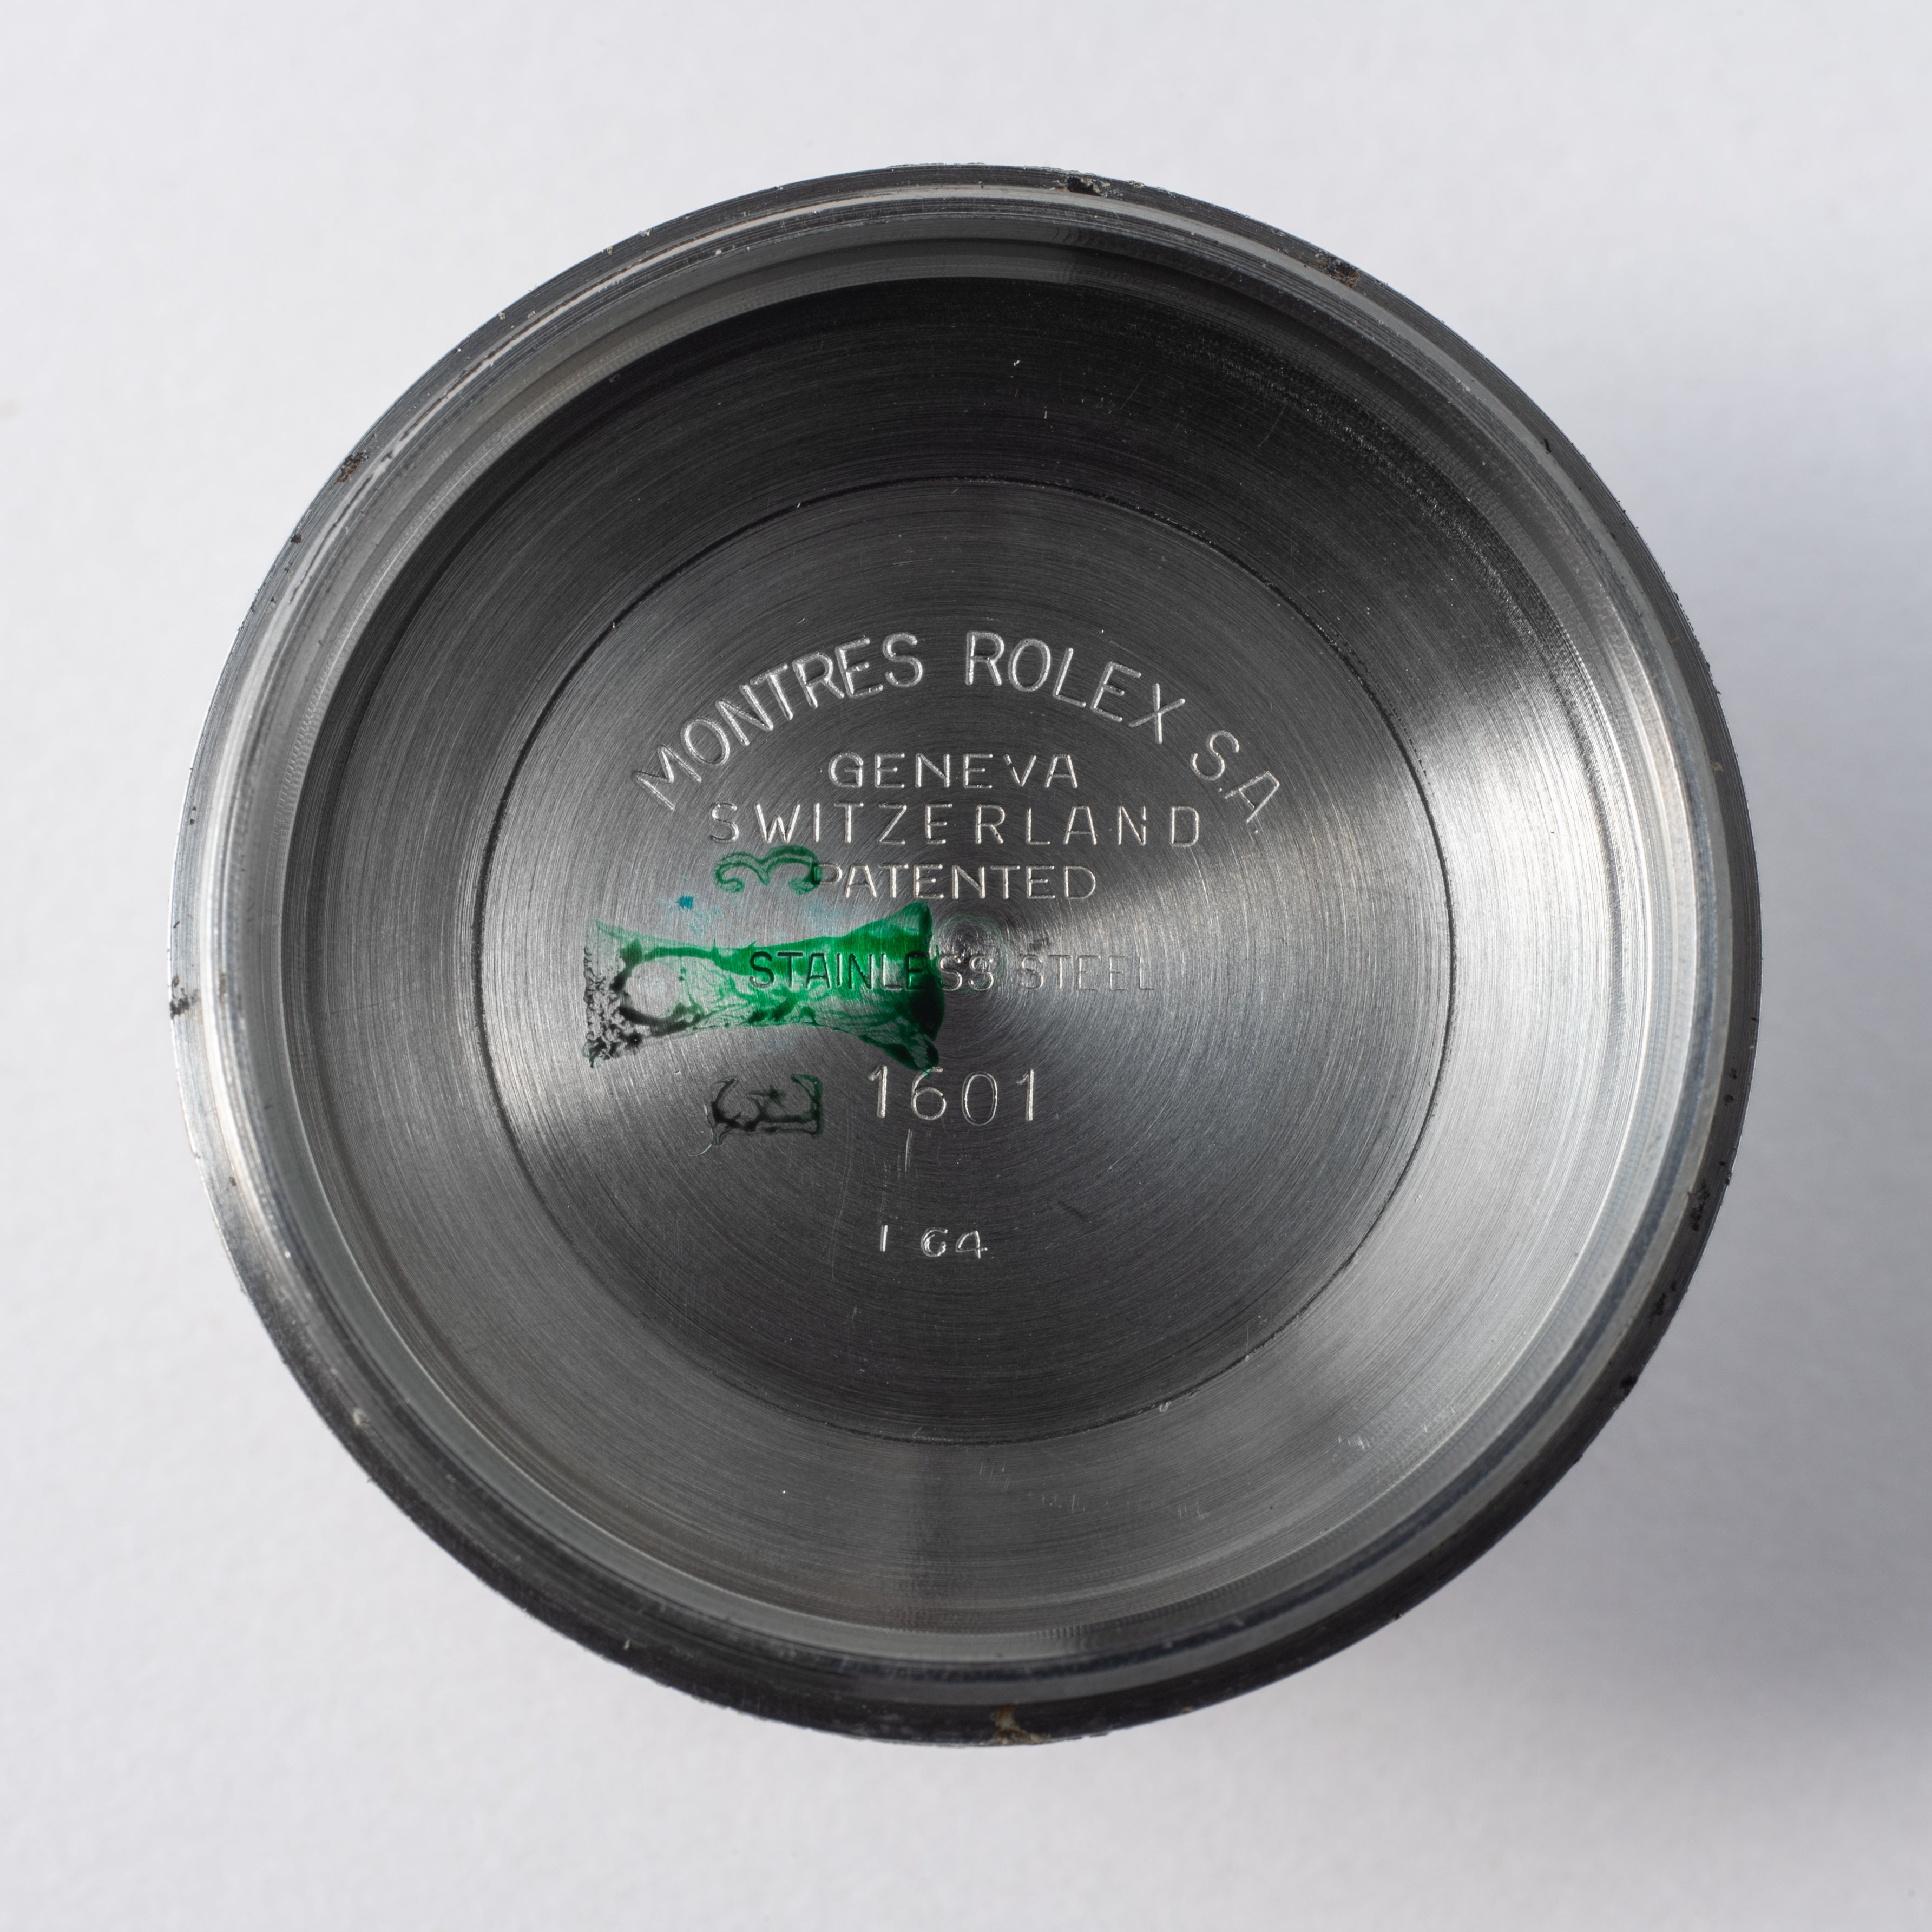 MONTRES ROLEX S.A.
GENEVA
SWITZERLAND
PATENTED
STAINLESS STEEL
1601
I 64